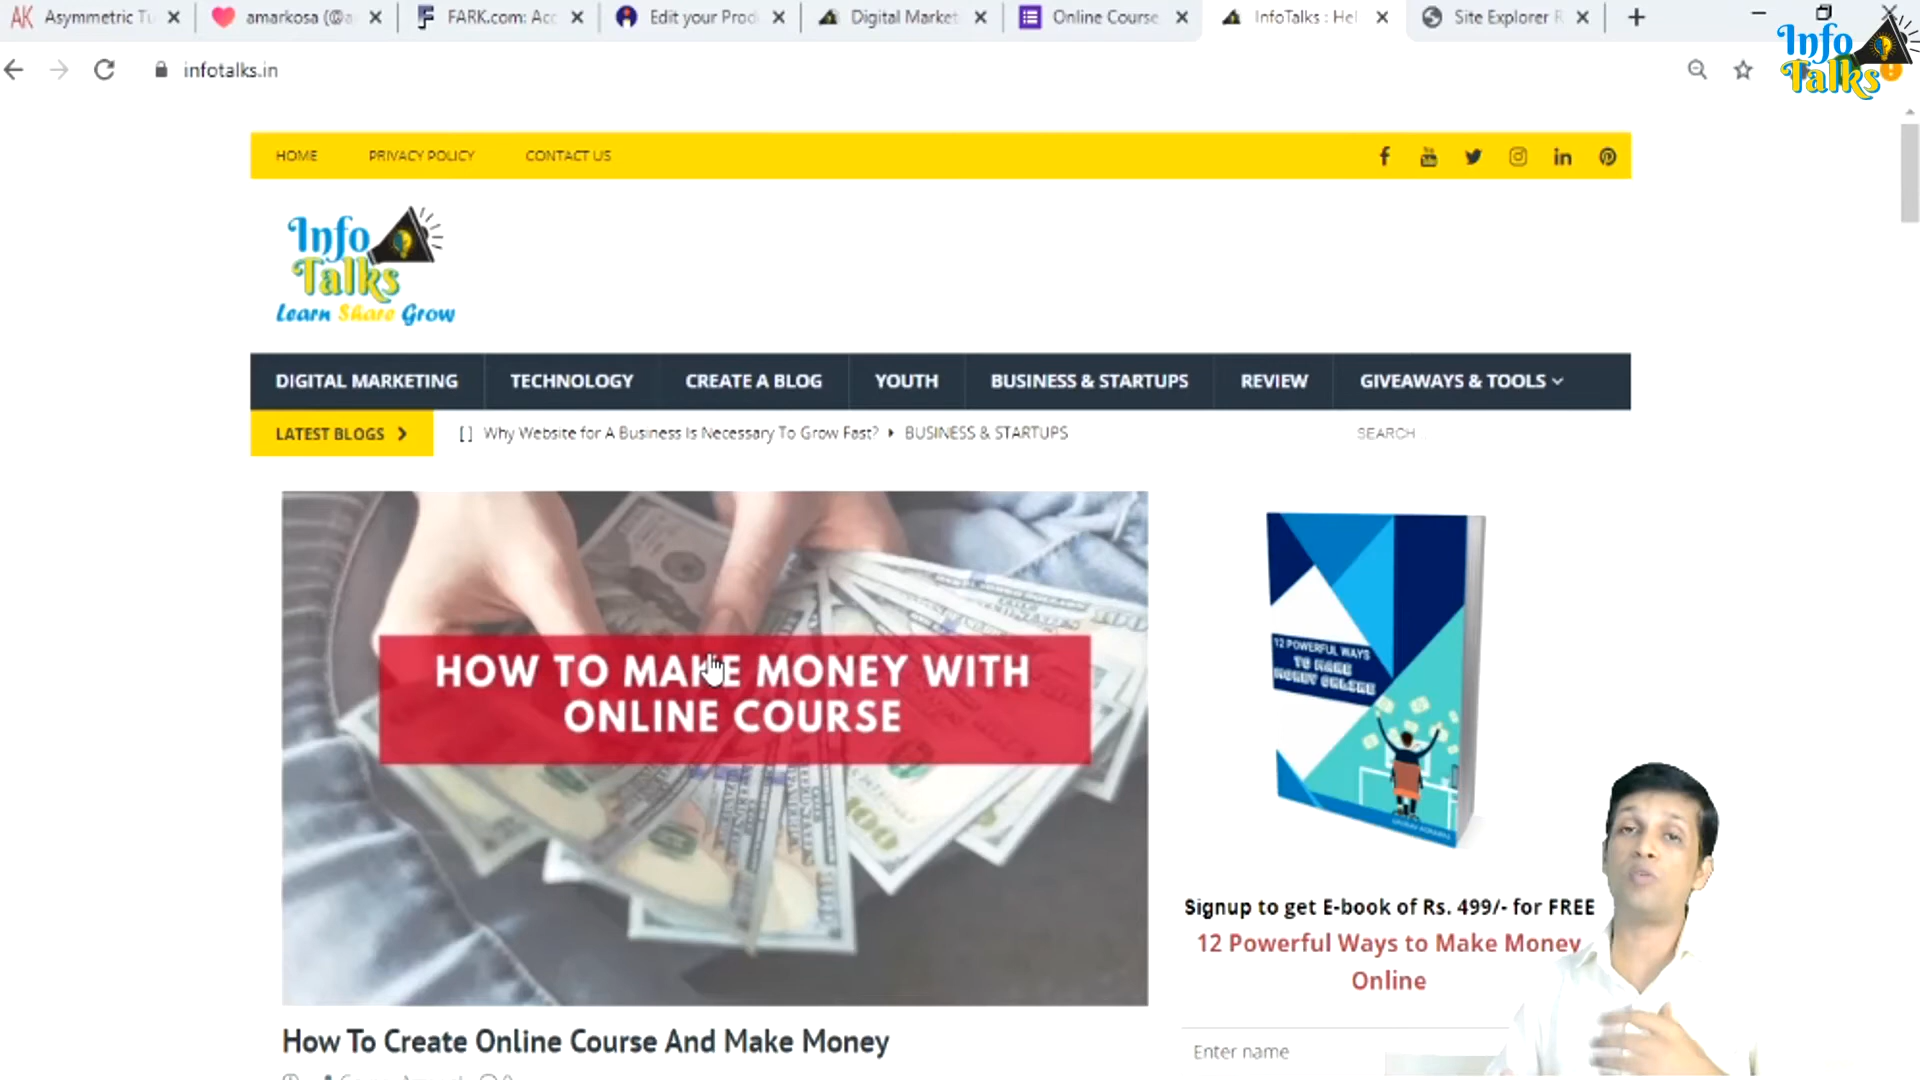 Asymmetric Tu
amarkosa (@a
FARK.com: Acc
Edit your Prod
Digital Market
Online Course
InfoTalks : Hel
Site Explorer R
Info
Talks
infotalks.in
HOME
PRIVACY POLICY
CONTACT US
Info
Talks
Learn Share Grow
DIGITAL MARKETING
TECHNOLOGY
CREATE A BLOG
YOUTH
BUSINESS & STARTUPS
REVIEW
GIVEAWAYS & TOOLS
LATEST BLOGS
[ ] Why Website for A Business Is Necessary To Grow Fast? BUSINESS & STARTUPS
SEARCH
HOW TO MAKE MONEY WITH
ONLINE COURSE
12 POWERFUL WAYS
TO MAKE
MONEY ONLINE
Signup to get E-book of Rs. 499/- for FREE
12 Powerful Ways to Make Money
Online
How To Create Online Course And Make Money
Enter name